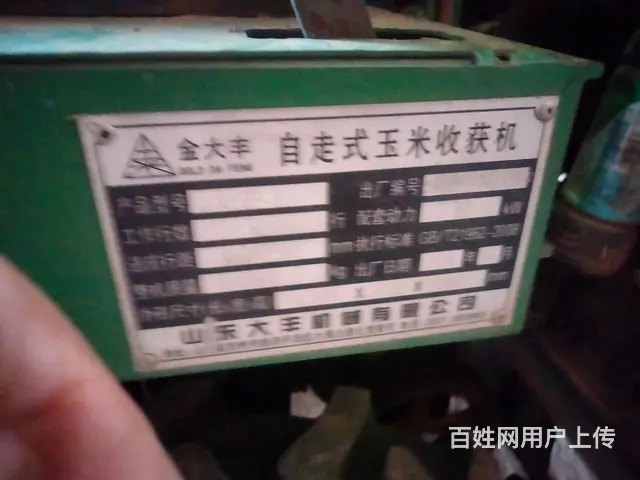 金大丰 自走式玉米收获机
GOLD DA FENG
产品型号 出厂编号
工作行数 行 配套动力 kW
适应行距 mm 执行标准 GB/T21962-2008
整机质量 kg 出厂日期 年 月
外形尺寸(长×宽×高) X X mm
山东大丰机械有限公司
百姓网用户上传